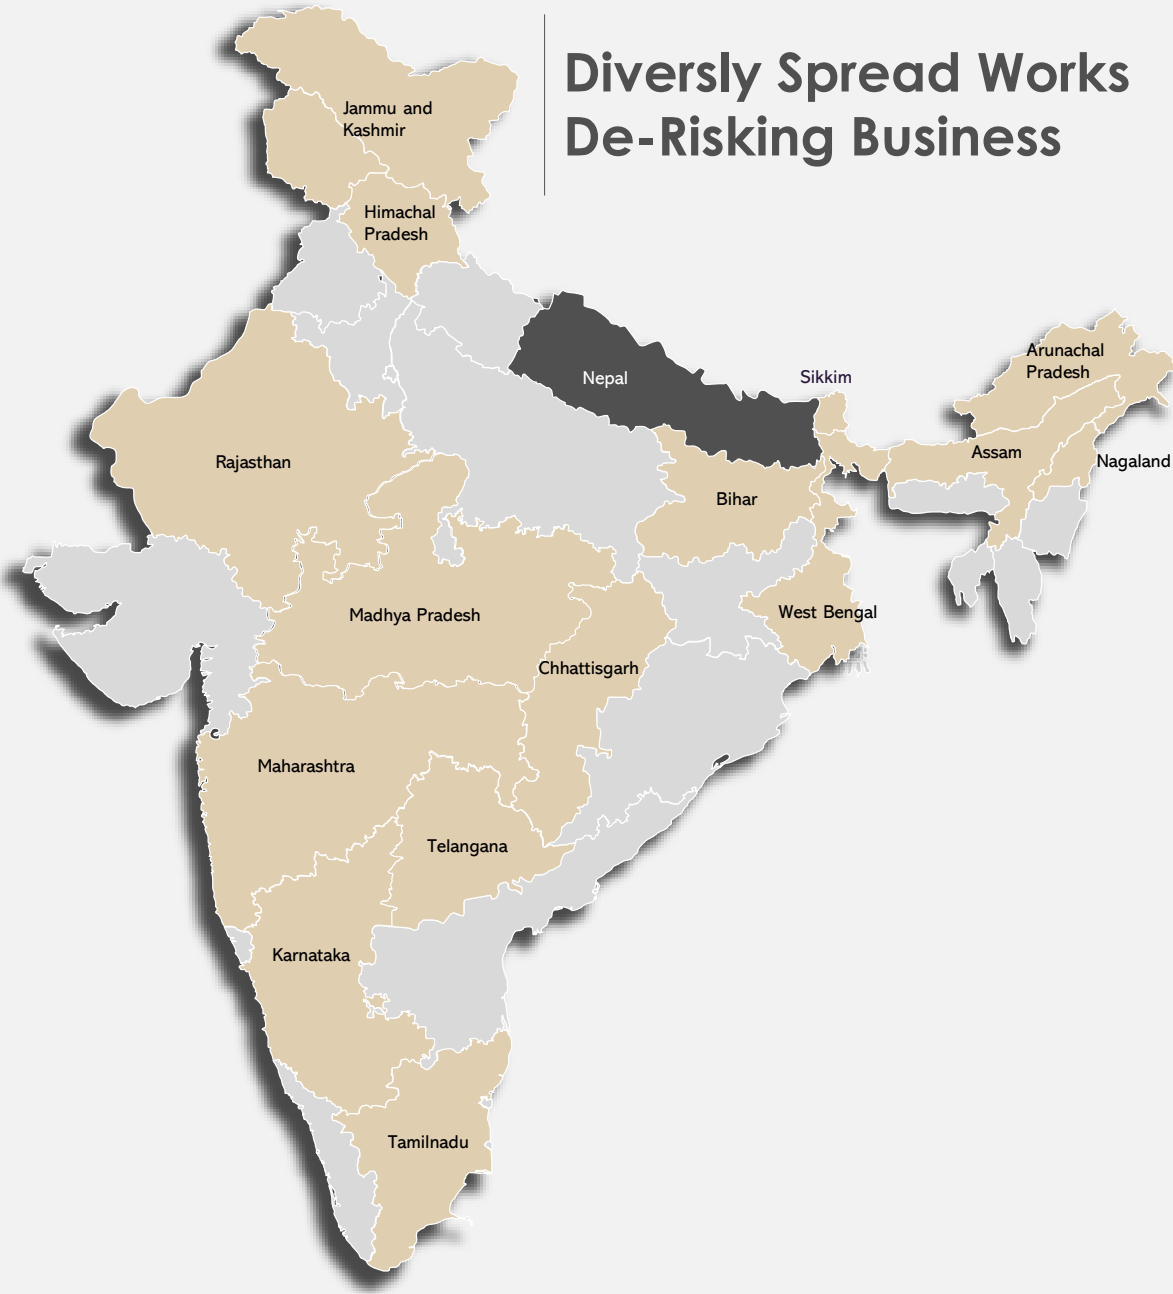 Diversly Spread Works
De-Risking Business
Jammu and
Kashmir
Himachal
Pradesh
Nepal
Sikkim
Arunachal
Pradesh
Assam
Nagaland
Rajasthan
Bihar
Madhya Pradesh
West Bengal
Chhattisgarh
Maharashtra
Telangana
Karnataka
Tamilnadu